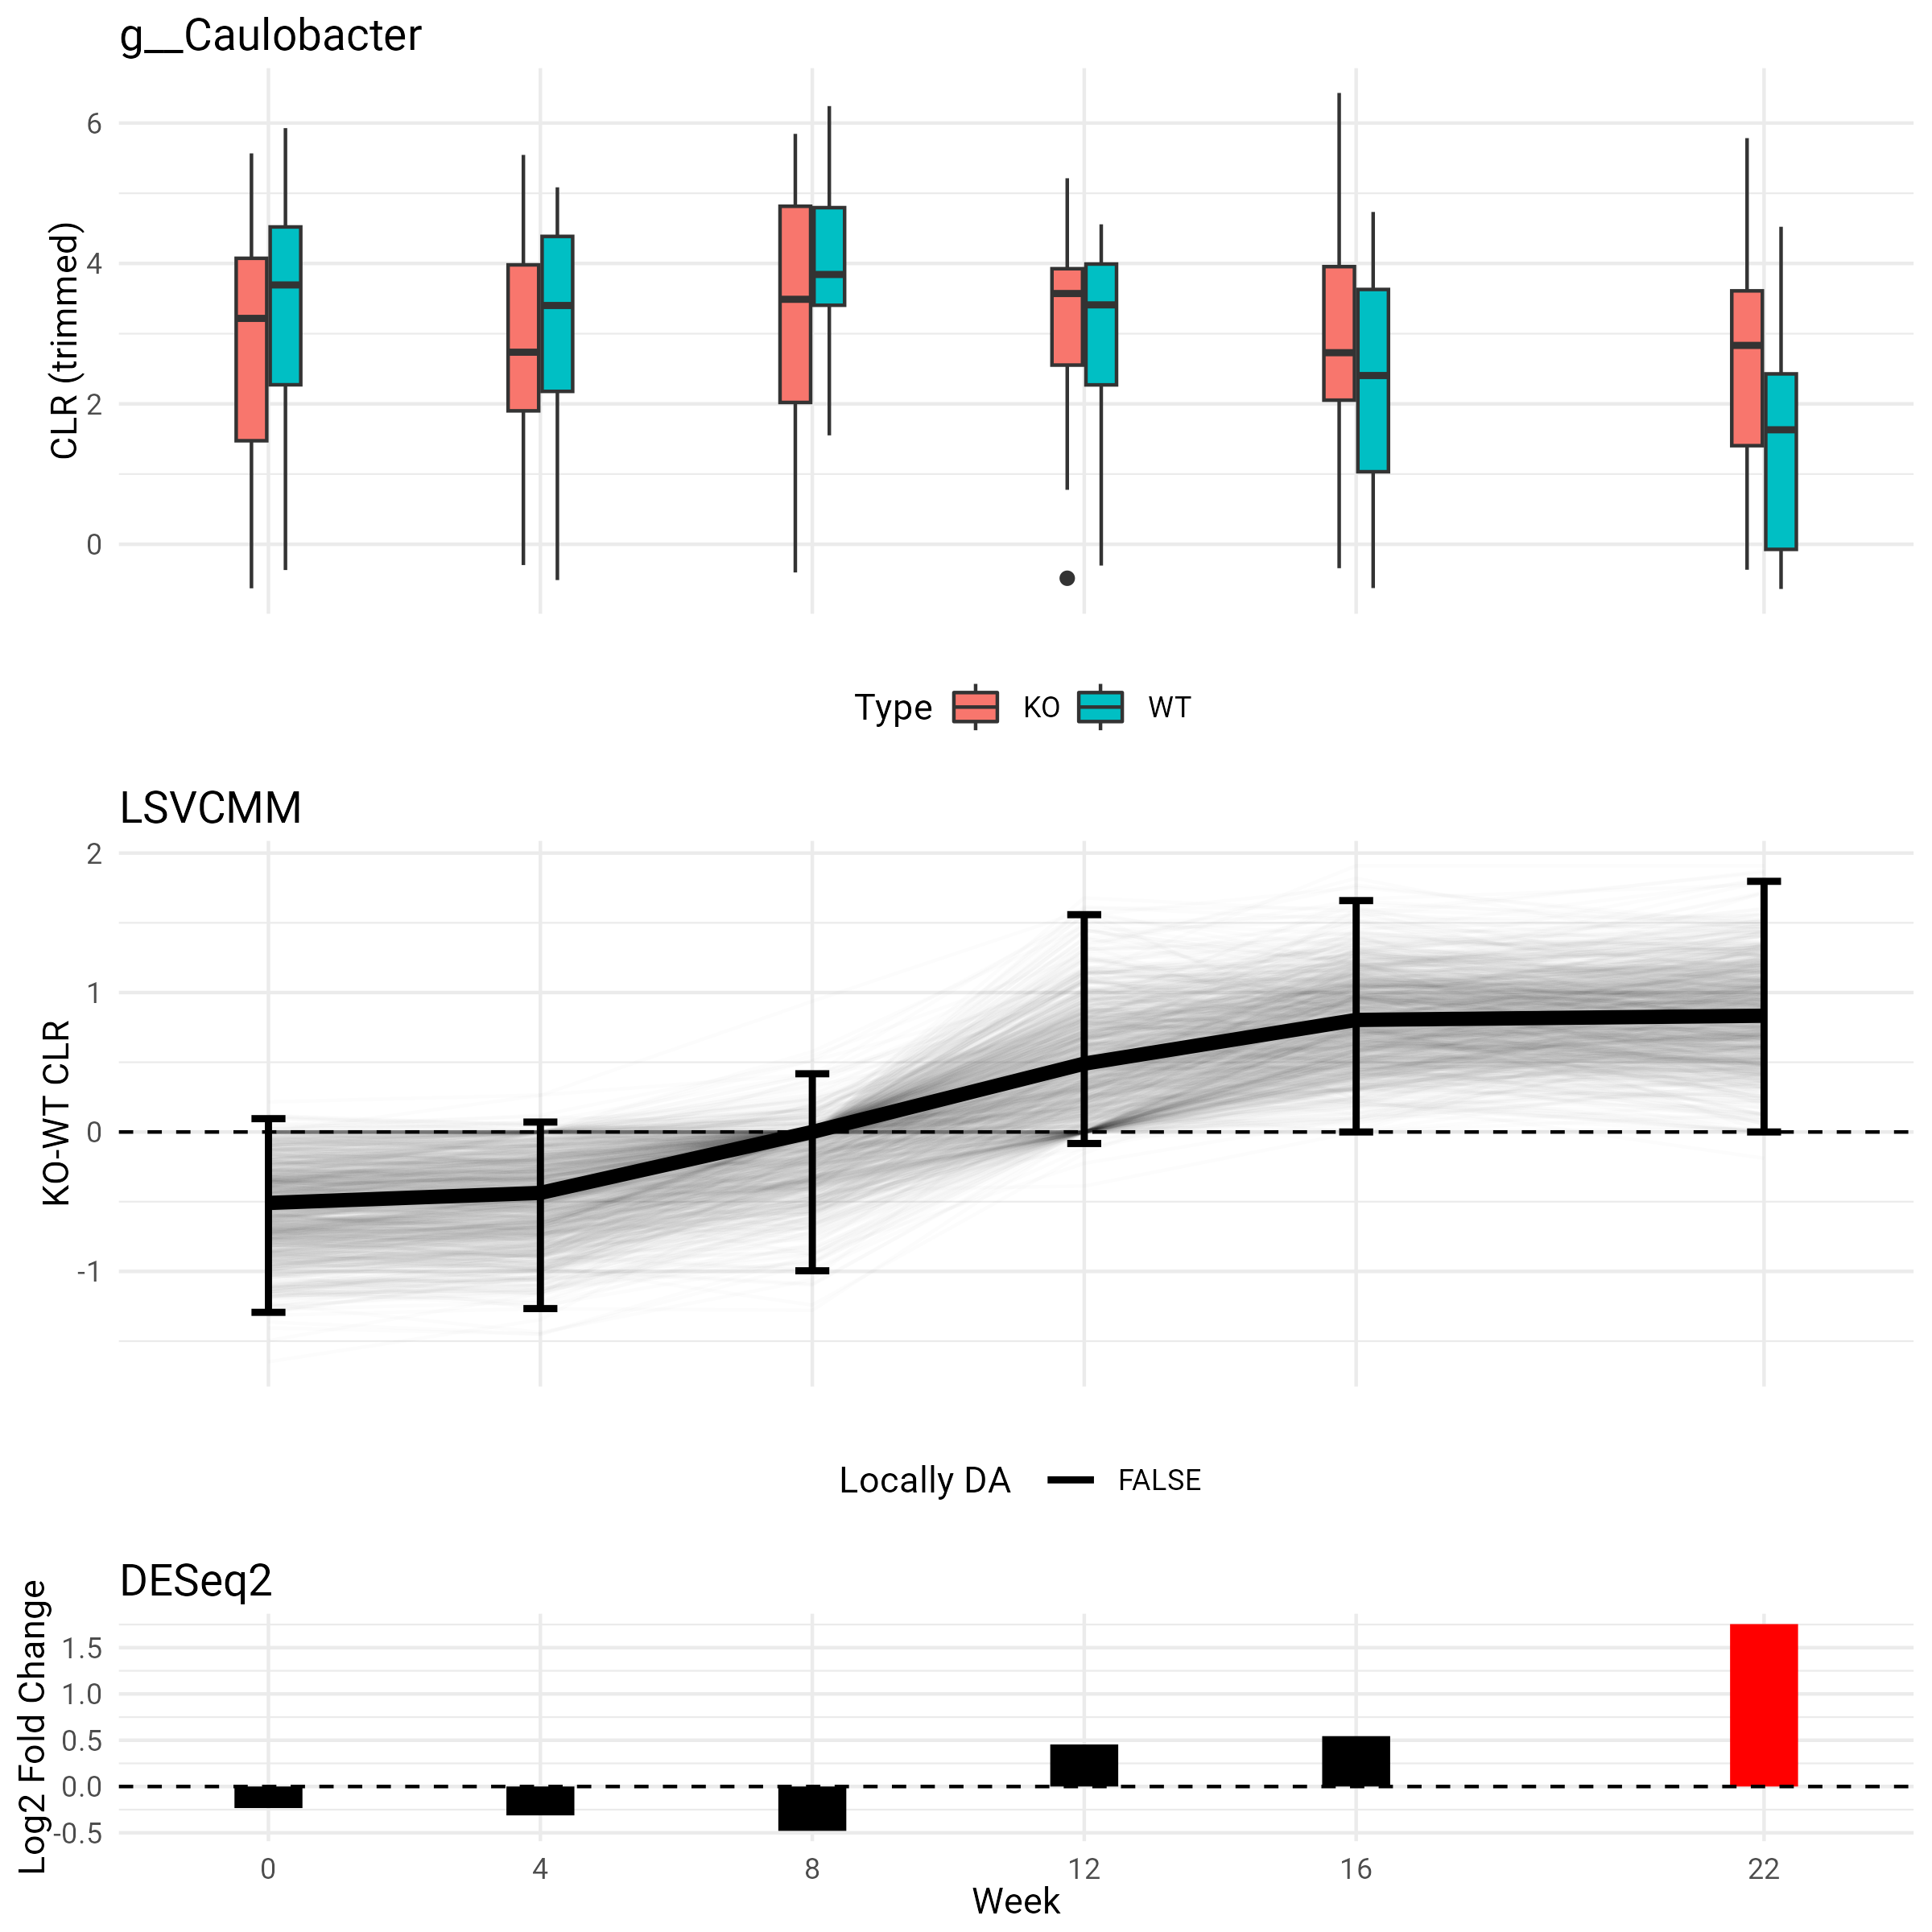 g__Caulobacter
CLR (trimmed)
6
4
2
0
Type KO WT
LSVCMM
KO-WT CLR
2
1
0
-1
Locally DA FALSE
DESeq2
Log2 Fold Change
1.5
1.0
0.5
0.0
-0.5
0 4 8 12 16 22
Week